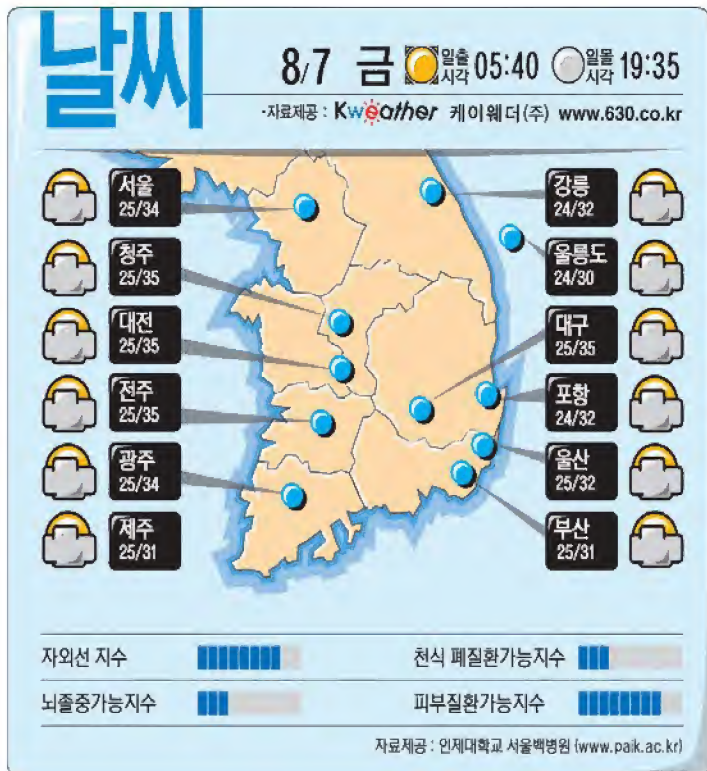 날씨
8/7 금 일출시각 05:40 일몰시각 19:35
·자료제공 : Kweather 케이웨더(주) www.630.co.kr
서울
25/34
청주
25/35
대전
25/35
전주
25/35
광주
25/34
제주
25/31
강릉
24/32
울릉도
24/30
대구
25/35
포항
24/32
울산
25/32
부산
25/31
자외선 지수
천식 폐질환가능지수
뇌졸중가능지수
피부질환가능지수
자료제공 : 인제대학교 서울백병원 (www.paik.ac.kr)